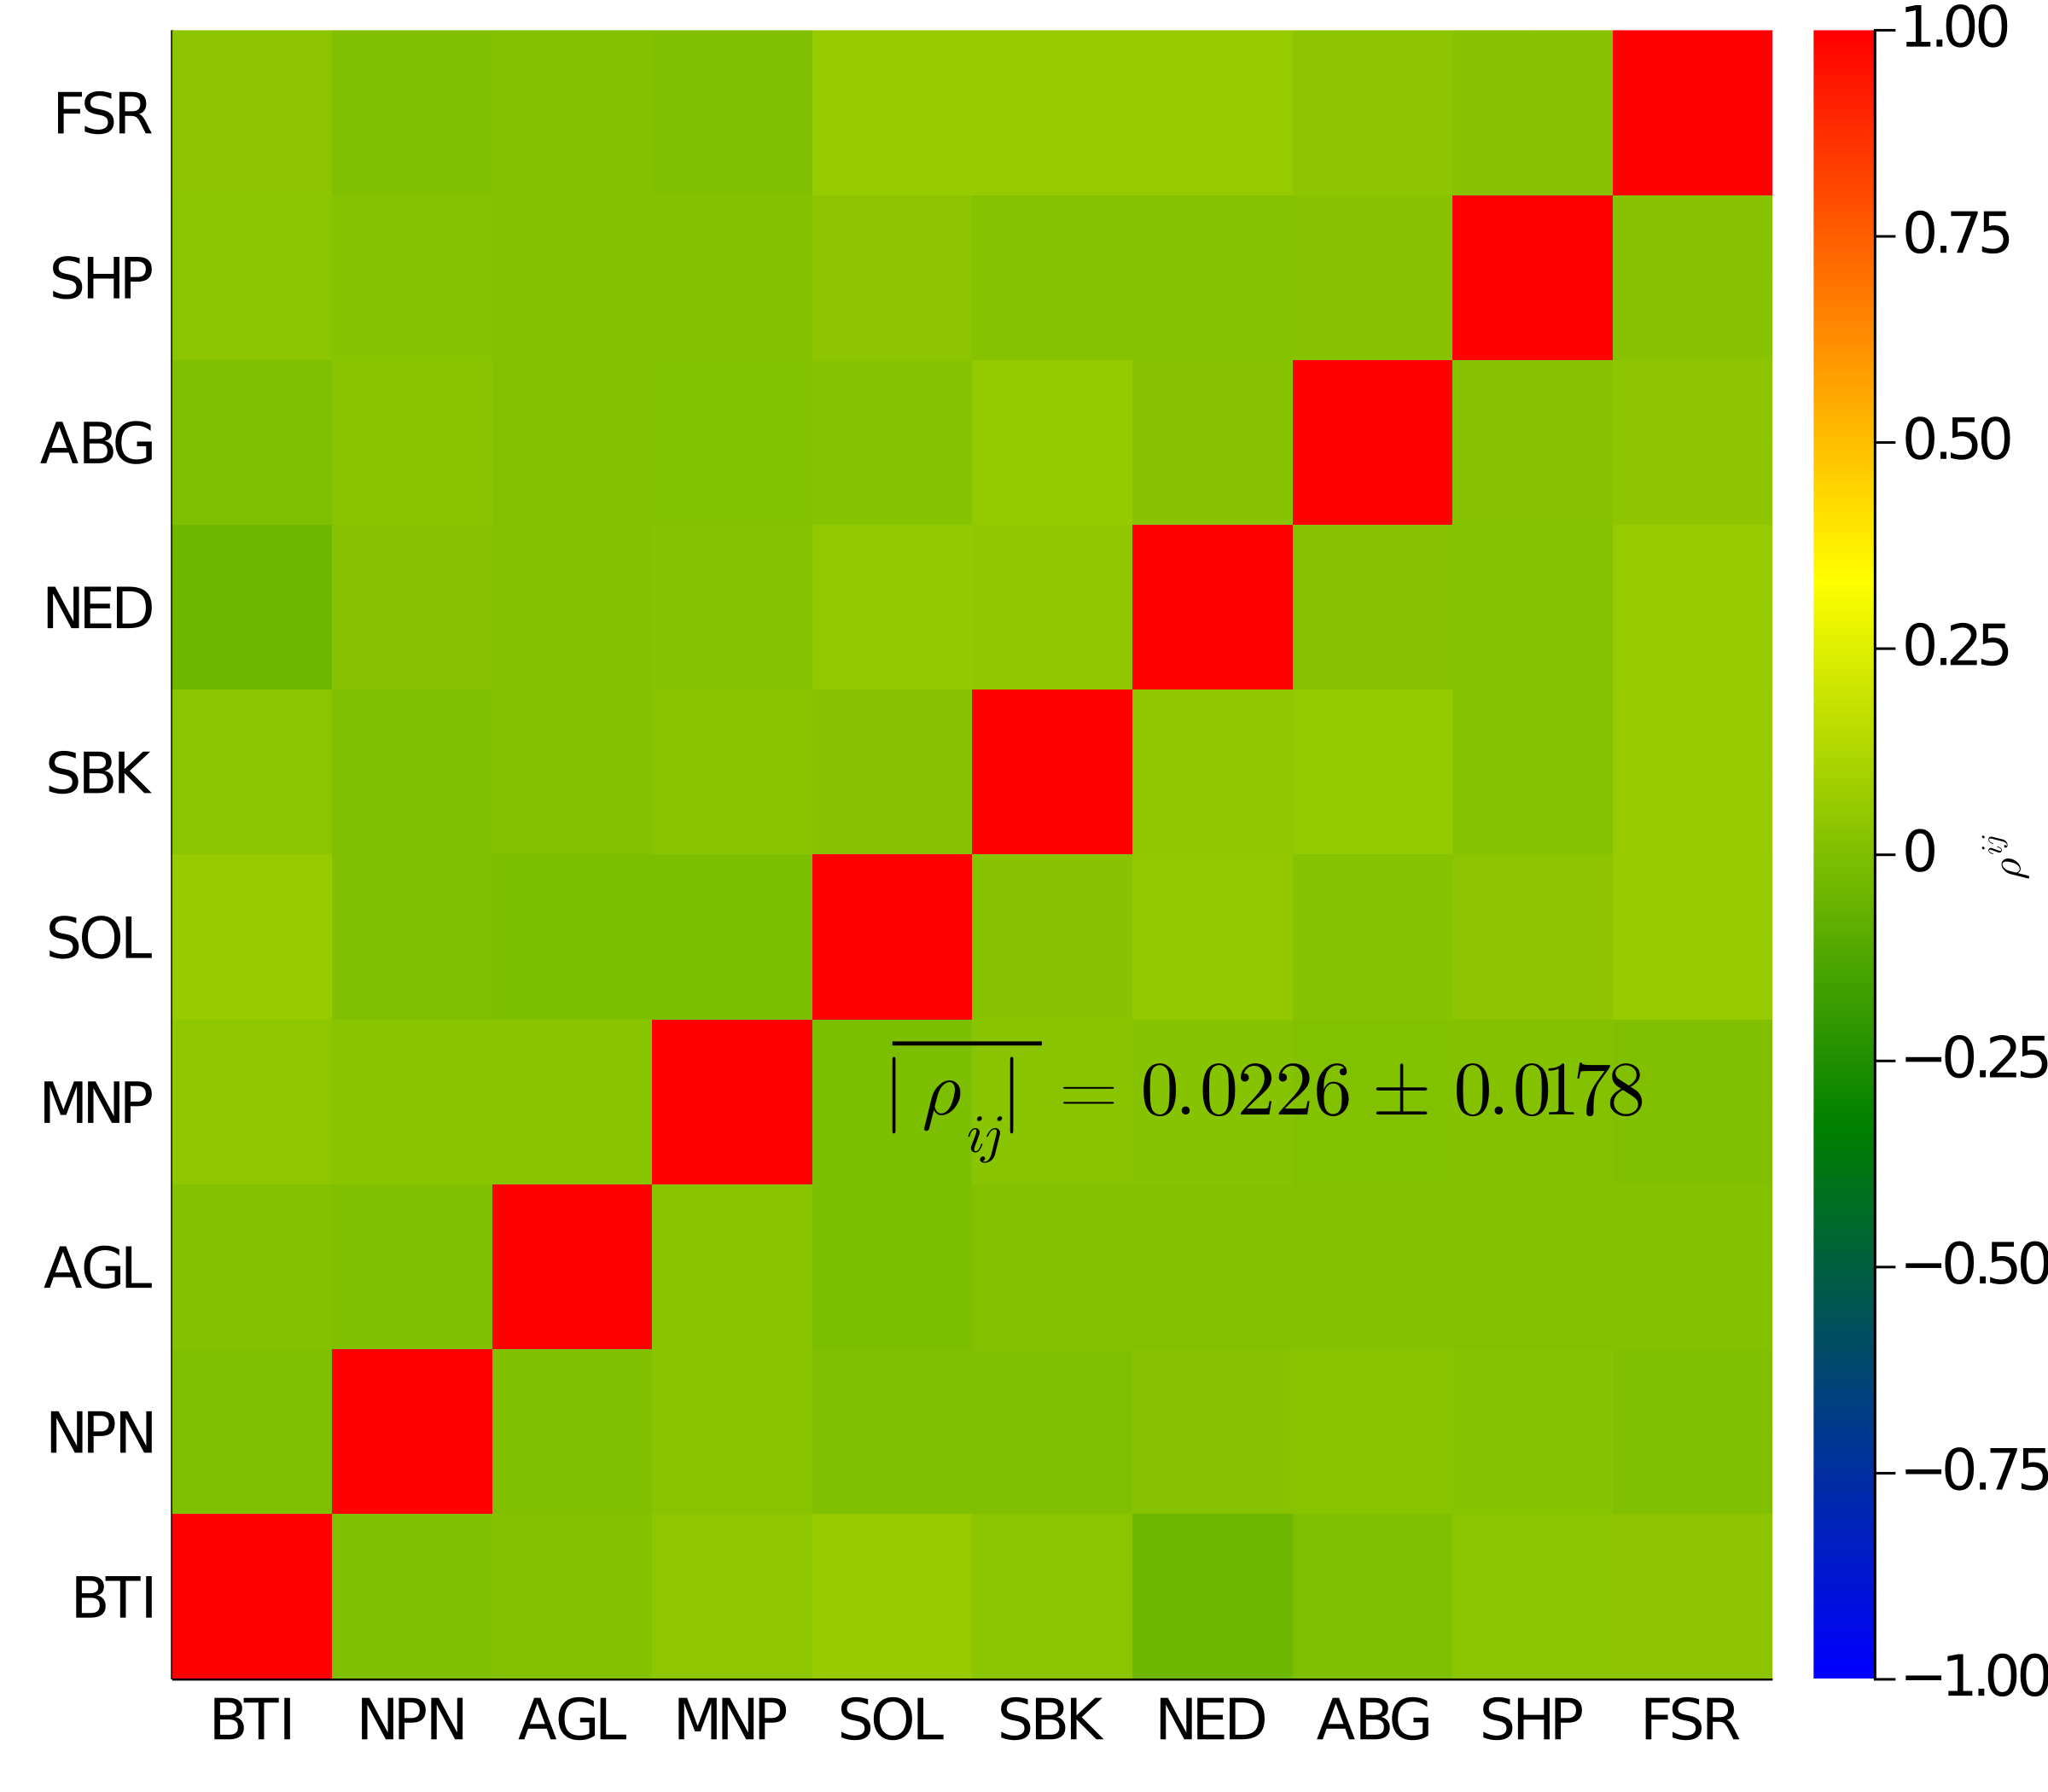 FSR
SHP
ABG
NED
SBK
SOL
MNP
AGL
NPN
BTI
BTI NPN AGL MNP SOL SBK NED ABG SHP FSR
|ρ_ij|‾ = 0.0226 ± 0.0178
1.00
0.75
0.50
0.25
0
−0.25
−0.50
−0.75
−1.00
ρ_ij